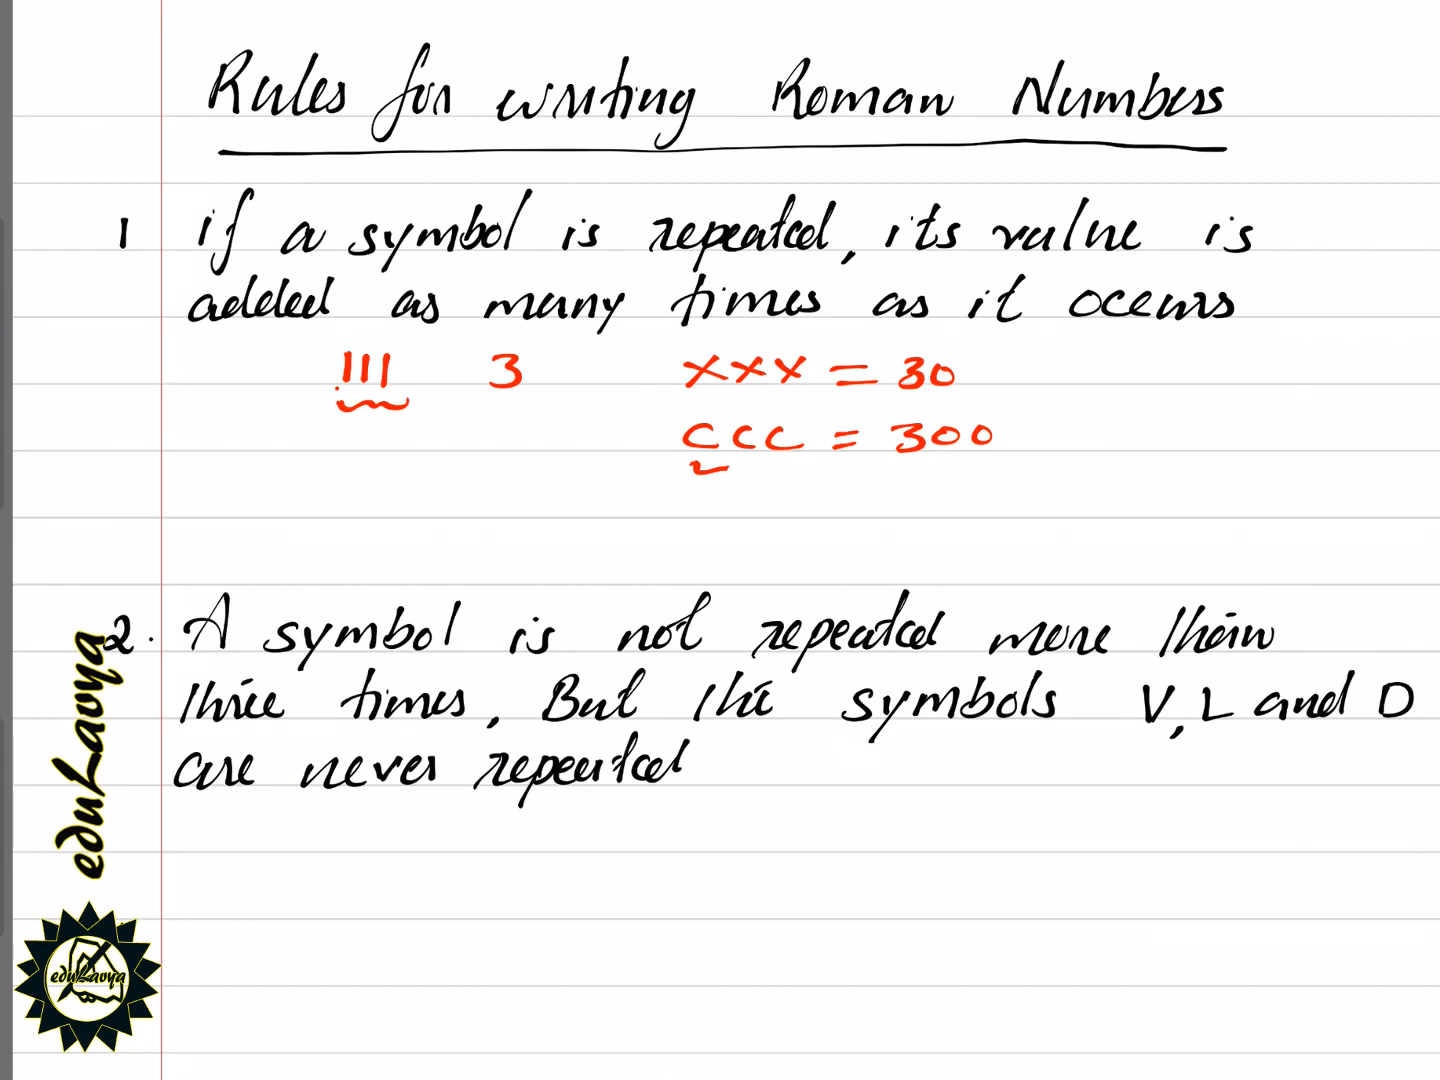 Rules for writing Roman Numbers
1 if a symbol is repeated, its value is
added as many times as it occurs
III 3 XXX = 30
CCC = 300
2. A symbol is not repeated more than
three times, But the symbols V, L and D
are never repeated
eduLavya
eduLavya